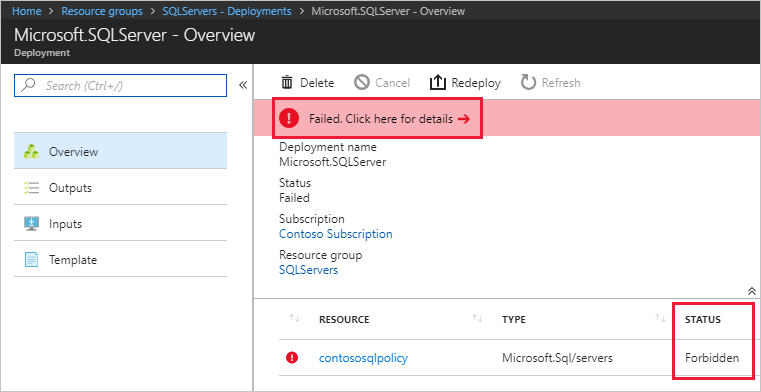 Home > Resource groups > SQLServers - Deployments > Microsoft.SQLServer - Overview
Microsoft.SQLServer - Overview
Deployment
Search (Ctrl+/)
Overview
Outputs
Inputs
Template
Delete Cancel Redeploy Refresh
Failed. Click here for details →
Deployment name
Microsoft.SQLServer
Status
Failed
Subscription
Contoso Subscription
Resource group
SQLServers
RESOURCE TYPE STATUS
contososqlpolicy Microsoft.Sql/servers Forbidden